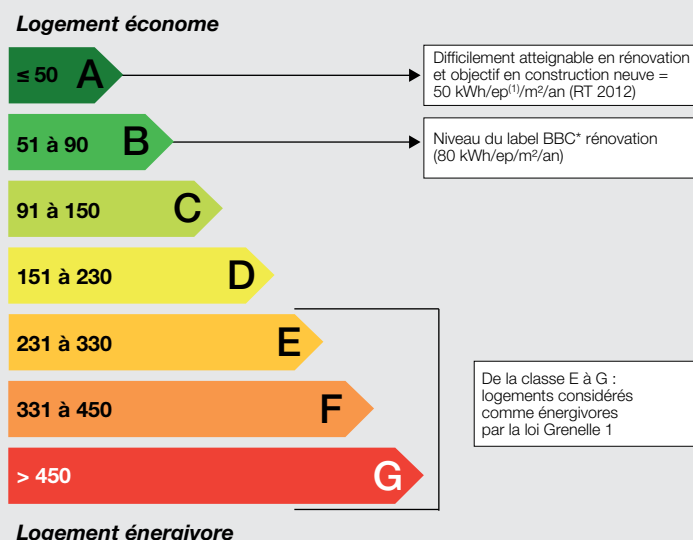 Logement économe
≤ 50 A
Difficilement atteignable en rénovation
et objectif en construction neuve =
50 kWh/ep(1)/m²/an (RT 2012)
51 à 90 B
Niveau du label BBC* rénovation
(80 kWh/ep/m²/an)
91 à 150 C
151 à 230 D
231 à 330 E
331 à 450 F
De la classe E à G :
logements considérés
comme énergivores
par la loi Grenelle 1
> 450 G
Logement énergivore